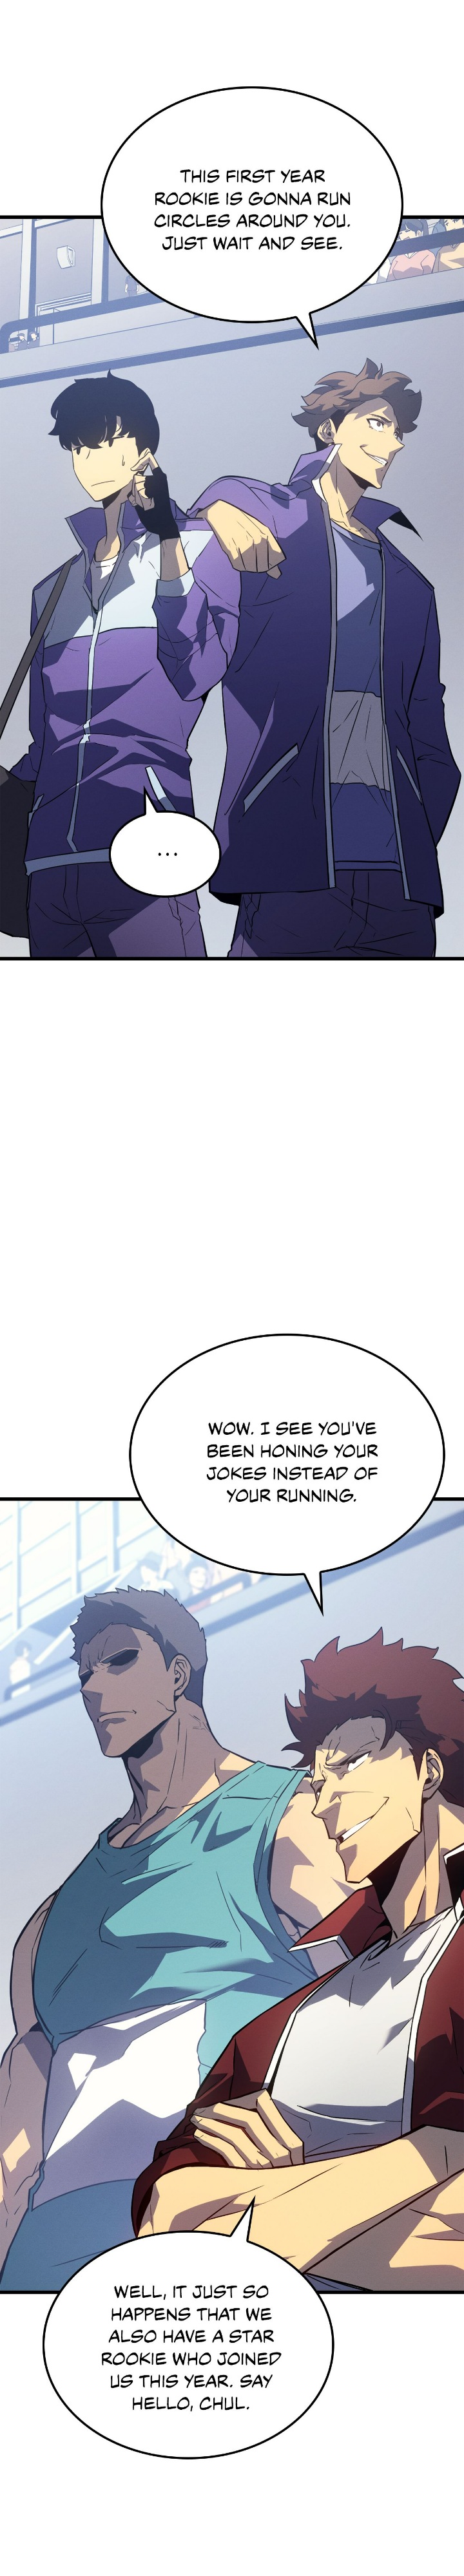 THIS FIRST YEAR
ROOKIE IS GONNA RUN
CIRCLES AROUND YOU.
JUST WAIT AND SEE.
...
WOW. I SEE YOU'VE
BEEN HONING YOUR
JOKES INSTEAD OF
YOUR RUNNING.
WELL, IT JUST SO
HAPPENS THAT WE
ALSO HAVE A STAR
ROOKIE WHO JOINED
US THIS YEAR. SAY
HELLO, CHUL.